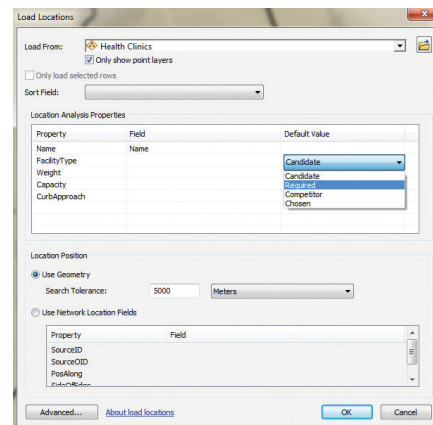 Load Locations
Load From: Health Clinics
Only show point layers
Only load selected rows
Sort Field:
Location Analysis Properties
Property Field Default Value
Name Name
FacilityType Candidate
Weight Candidate
Required
Capacity Competitor
CurbApproach Chosen
Location Position
Use Geometry
Search Tolerance: 5000 Meters
Use Network Location Fields
Property Field
SourceID
SourceOID
PosAlong
SideOfEdge
Advanced... About load locations OK Cancel